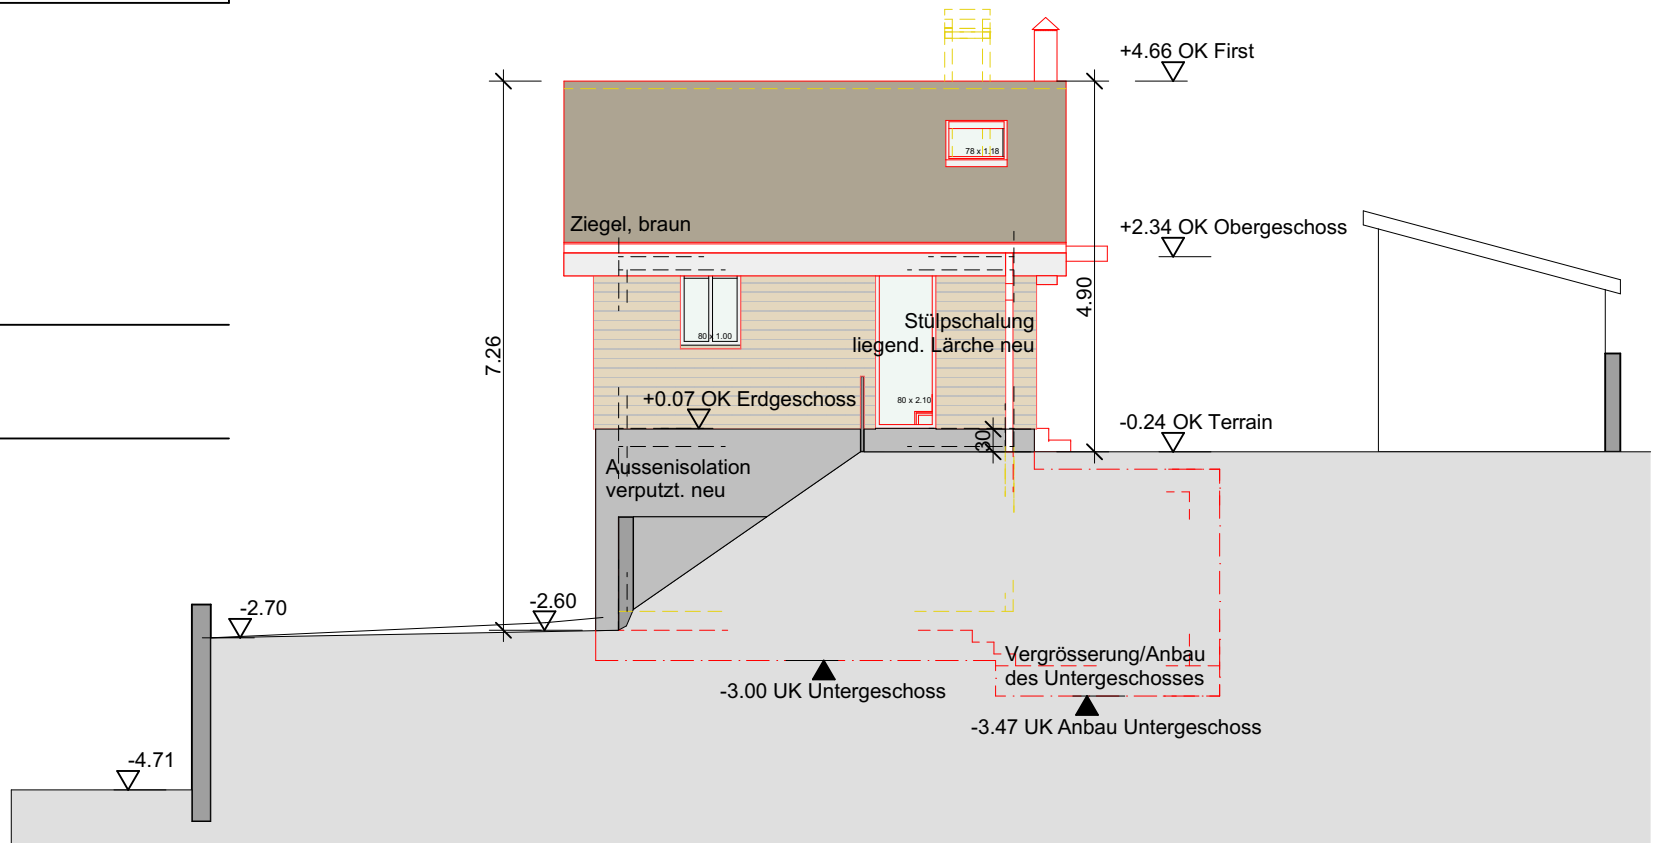 +4.66 OK First
78 x 1.18
Ziegel, braun
+2.34 OK Obergeschoss
4.90
7.26
80 x 1.00
Stülpschalung
liegend. Lärche neu
+0.07 OK Erdgeschoss
80 x 2.10
-0.24 OK Terrain
30
Aussenisolation
verputzt. neu
-2.70
-2.60
Vergrösserung/Anbau
des Untergeschosses
-3.00 UK Untergeschoss
-3.47 UK Anbau Untergeschoss
-4.71